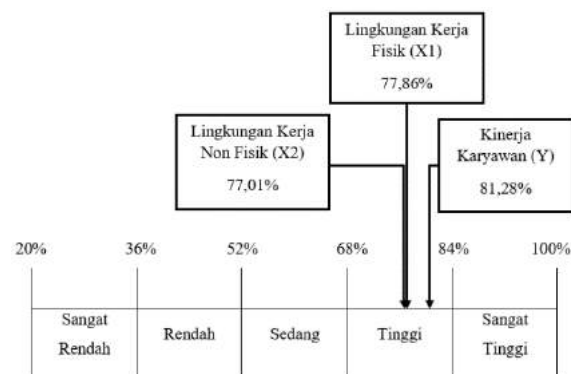 Lingkungan Kerja
Fisik (X1)
77,86%
Lingkungan Kerja
Non Fisik (X2)
77,01%
Kinerja
Karyawan (Y)
81,28%
20% 36% 52% 68% 84% 100%
Sangat
Rendah
Rendah
Sedang
Tinggi
Sangat
Tinggi